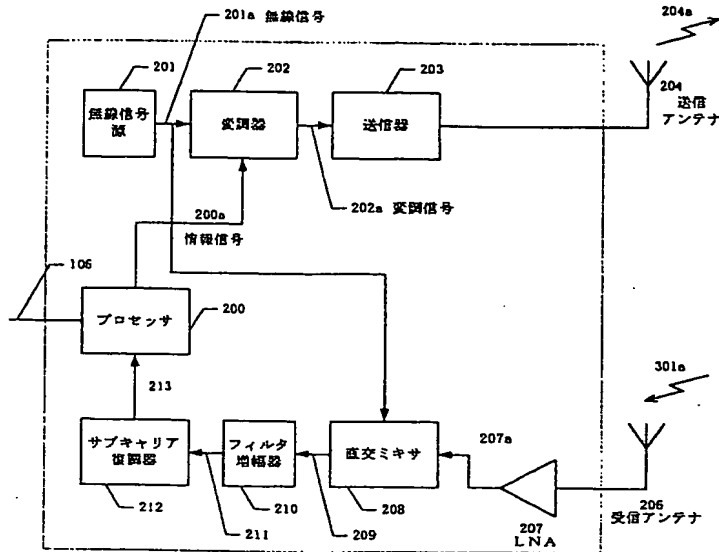 201a 無線信号
204a
201
202
203
無線信号
源
変調器
送信器
204
送信
アンテナ
200a
情報信号
202a 変調信号
106
プロセッサ
200
213
301a
サブキャリア
復調器
フィルタ
増幅器
直交ミキサ
207a
212
211
210
209
208
207
LNA
206
受信アンテナ